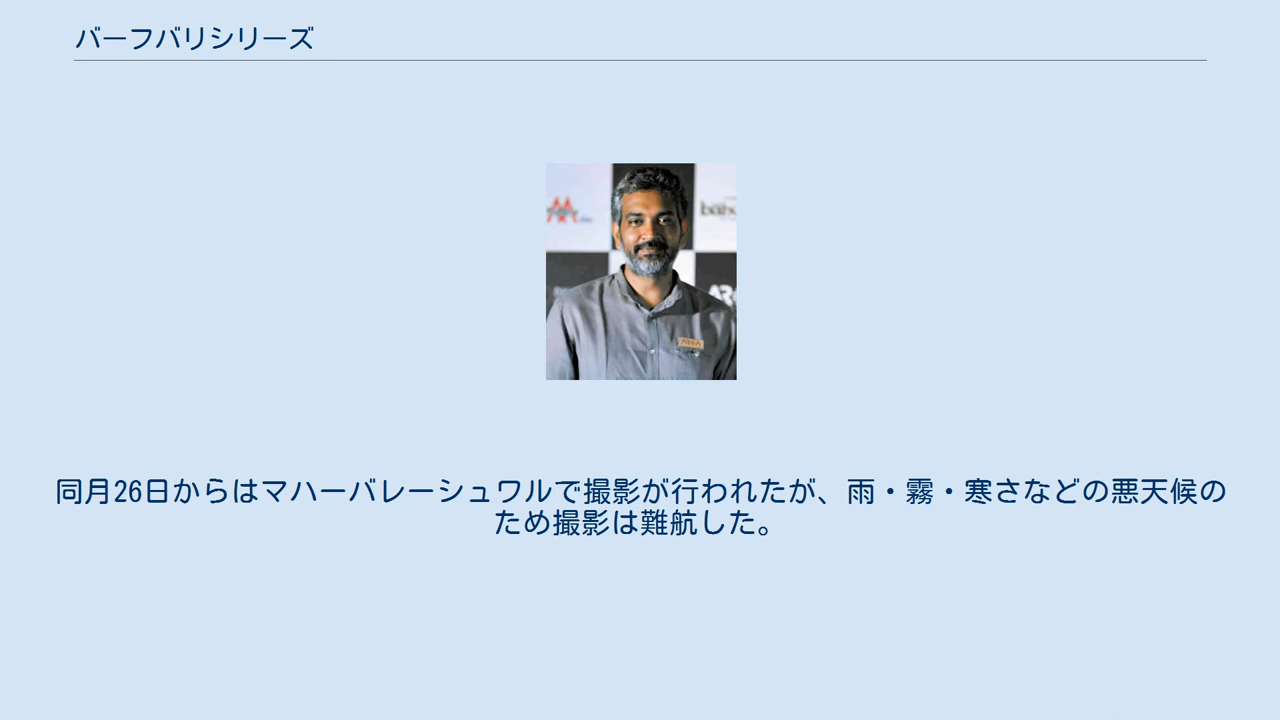 バーフバリシリーズ
同月26日からはマハーバレーシュワルで撮影が行われたが、雨・霧・寒さなどの悪天候の
ため撮影は難航した。